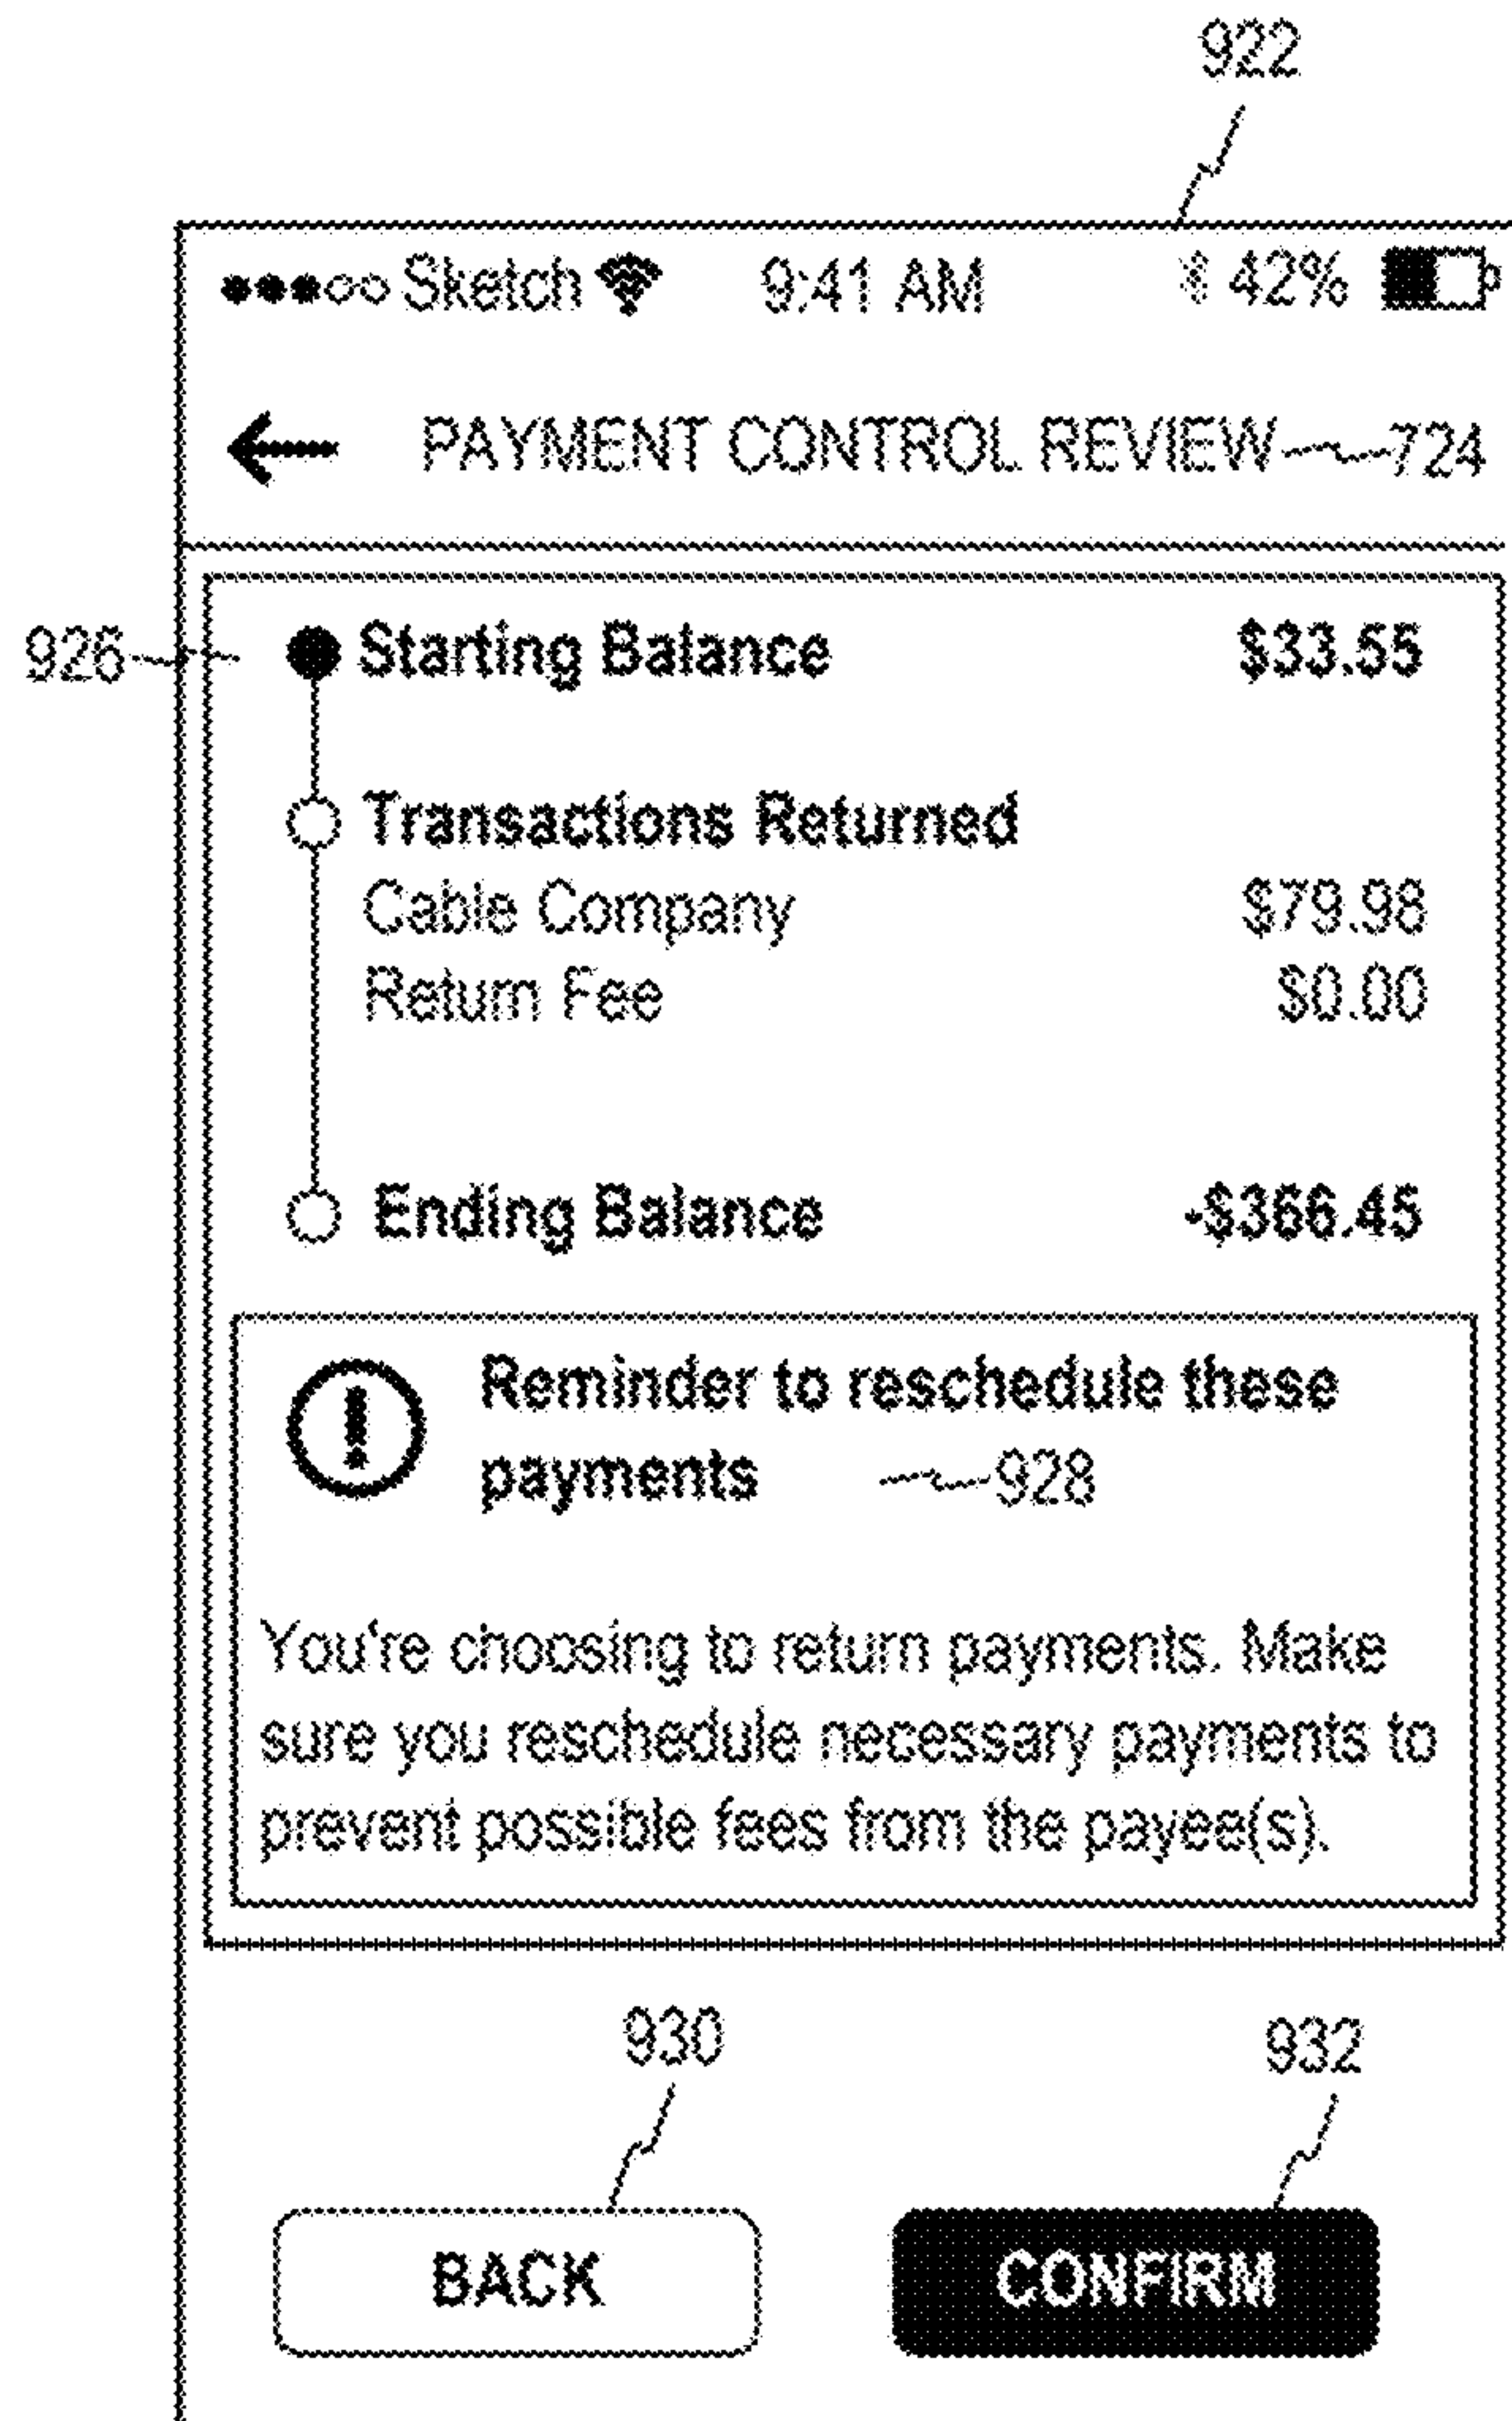 922
Sketch 9:41 AM 42%
PAYMENT CONTROL REVIEW 724
926 Starting Balance $33.55
Transactions Returned
Cable Company $79.98
Return Fee $0.00
Ending Balance -$366.45
Reminder to reschedule these
payments 928
You're choosing to return payments. Make
sure you reschedule necessary payments to
prevent possible fees from the payee(s).
930 932
BACK CONFIRM